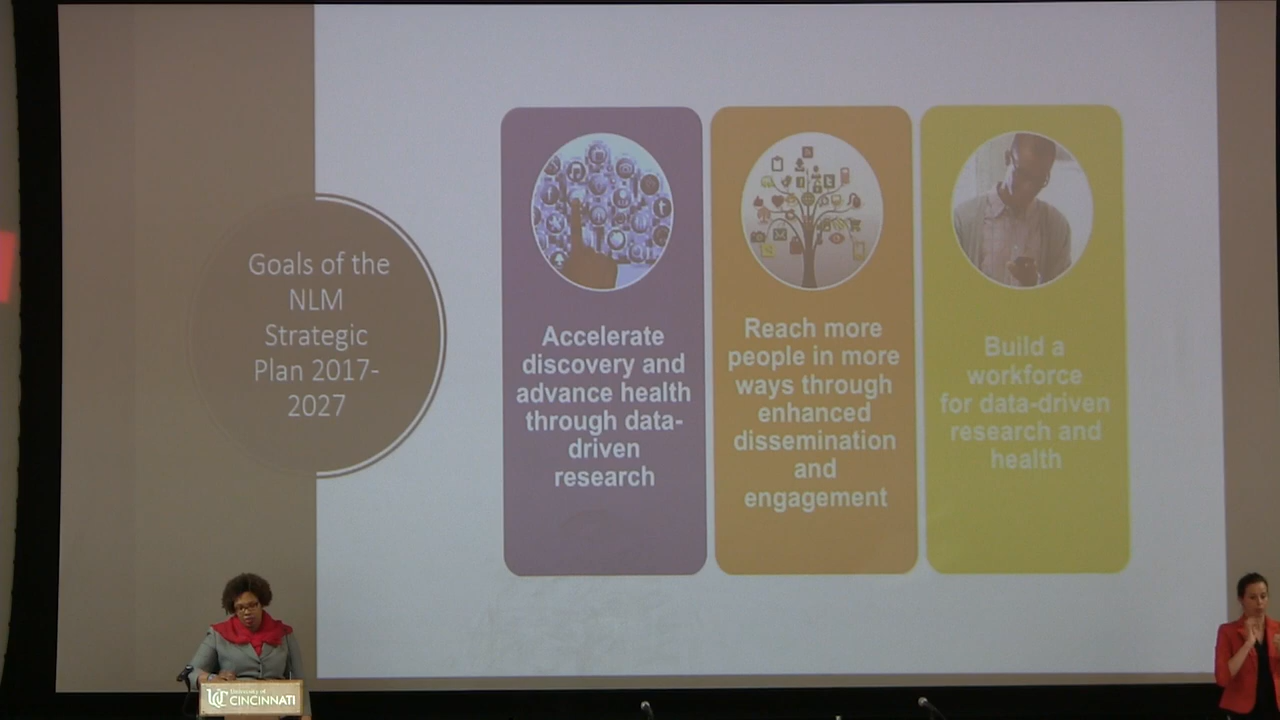 Goals of the
NLM
Strategic
Plan 2017-
2027
Accelerate
discovery and
advance health
through data-
driven
research
Reach more
people in more
ways through
enhanced
dissemination
and
engagement
Build a
workforce
for data-driven
research and
health
UC
University of
CINCINNATI